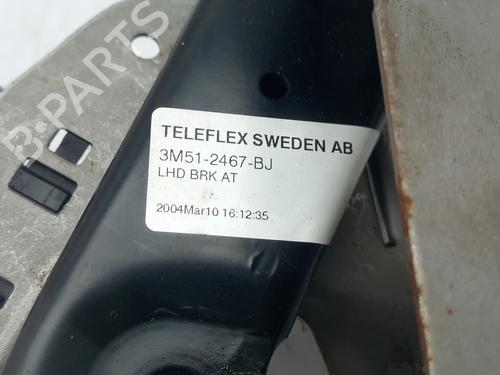 B-PARTS
TELEFLEX SWEDEN AB
3M51-2467-BJ
LHD BRK AT
2004Mar10 16:12:35